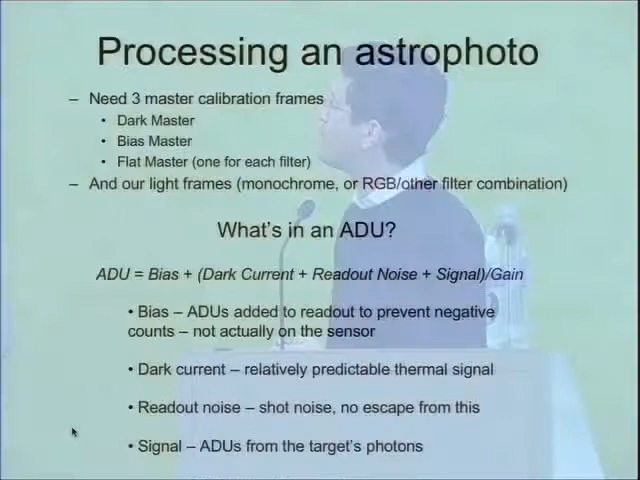 Processing an astrophoto
– Need 3 master calibration frames
• Dark Master
• Bias Master
• Flat Master (one for each filter)
– And our light frames (monochrome, or RGB/other filter combination)
What's in an ADU?
ADU = Bias + (Dark Current + Readout Noise + Signal)/Gain
• Bias – ADUs added to readout to prevent negative
counts – not actually on the sensor
• Dark current – relatively predictable thermal signal
• Readout noise – shot noise, no escape from this
• Signal – ADUs from the target's photons